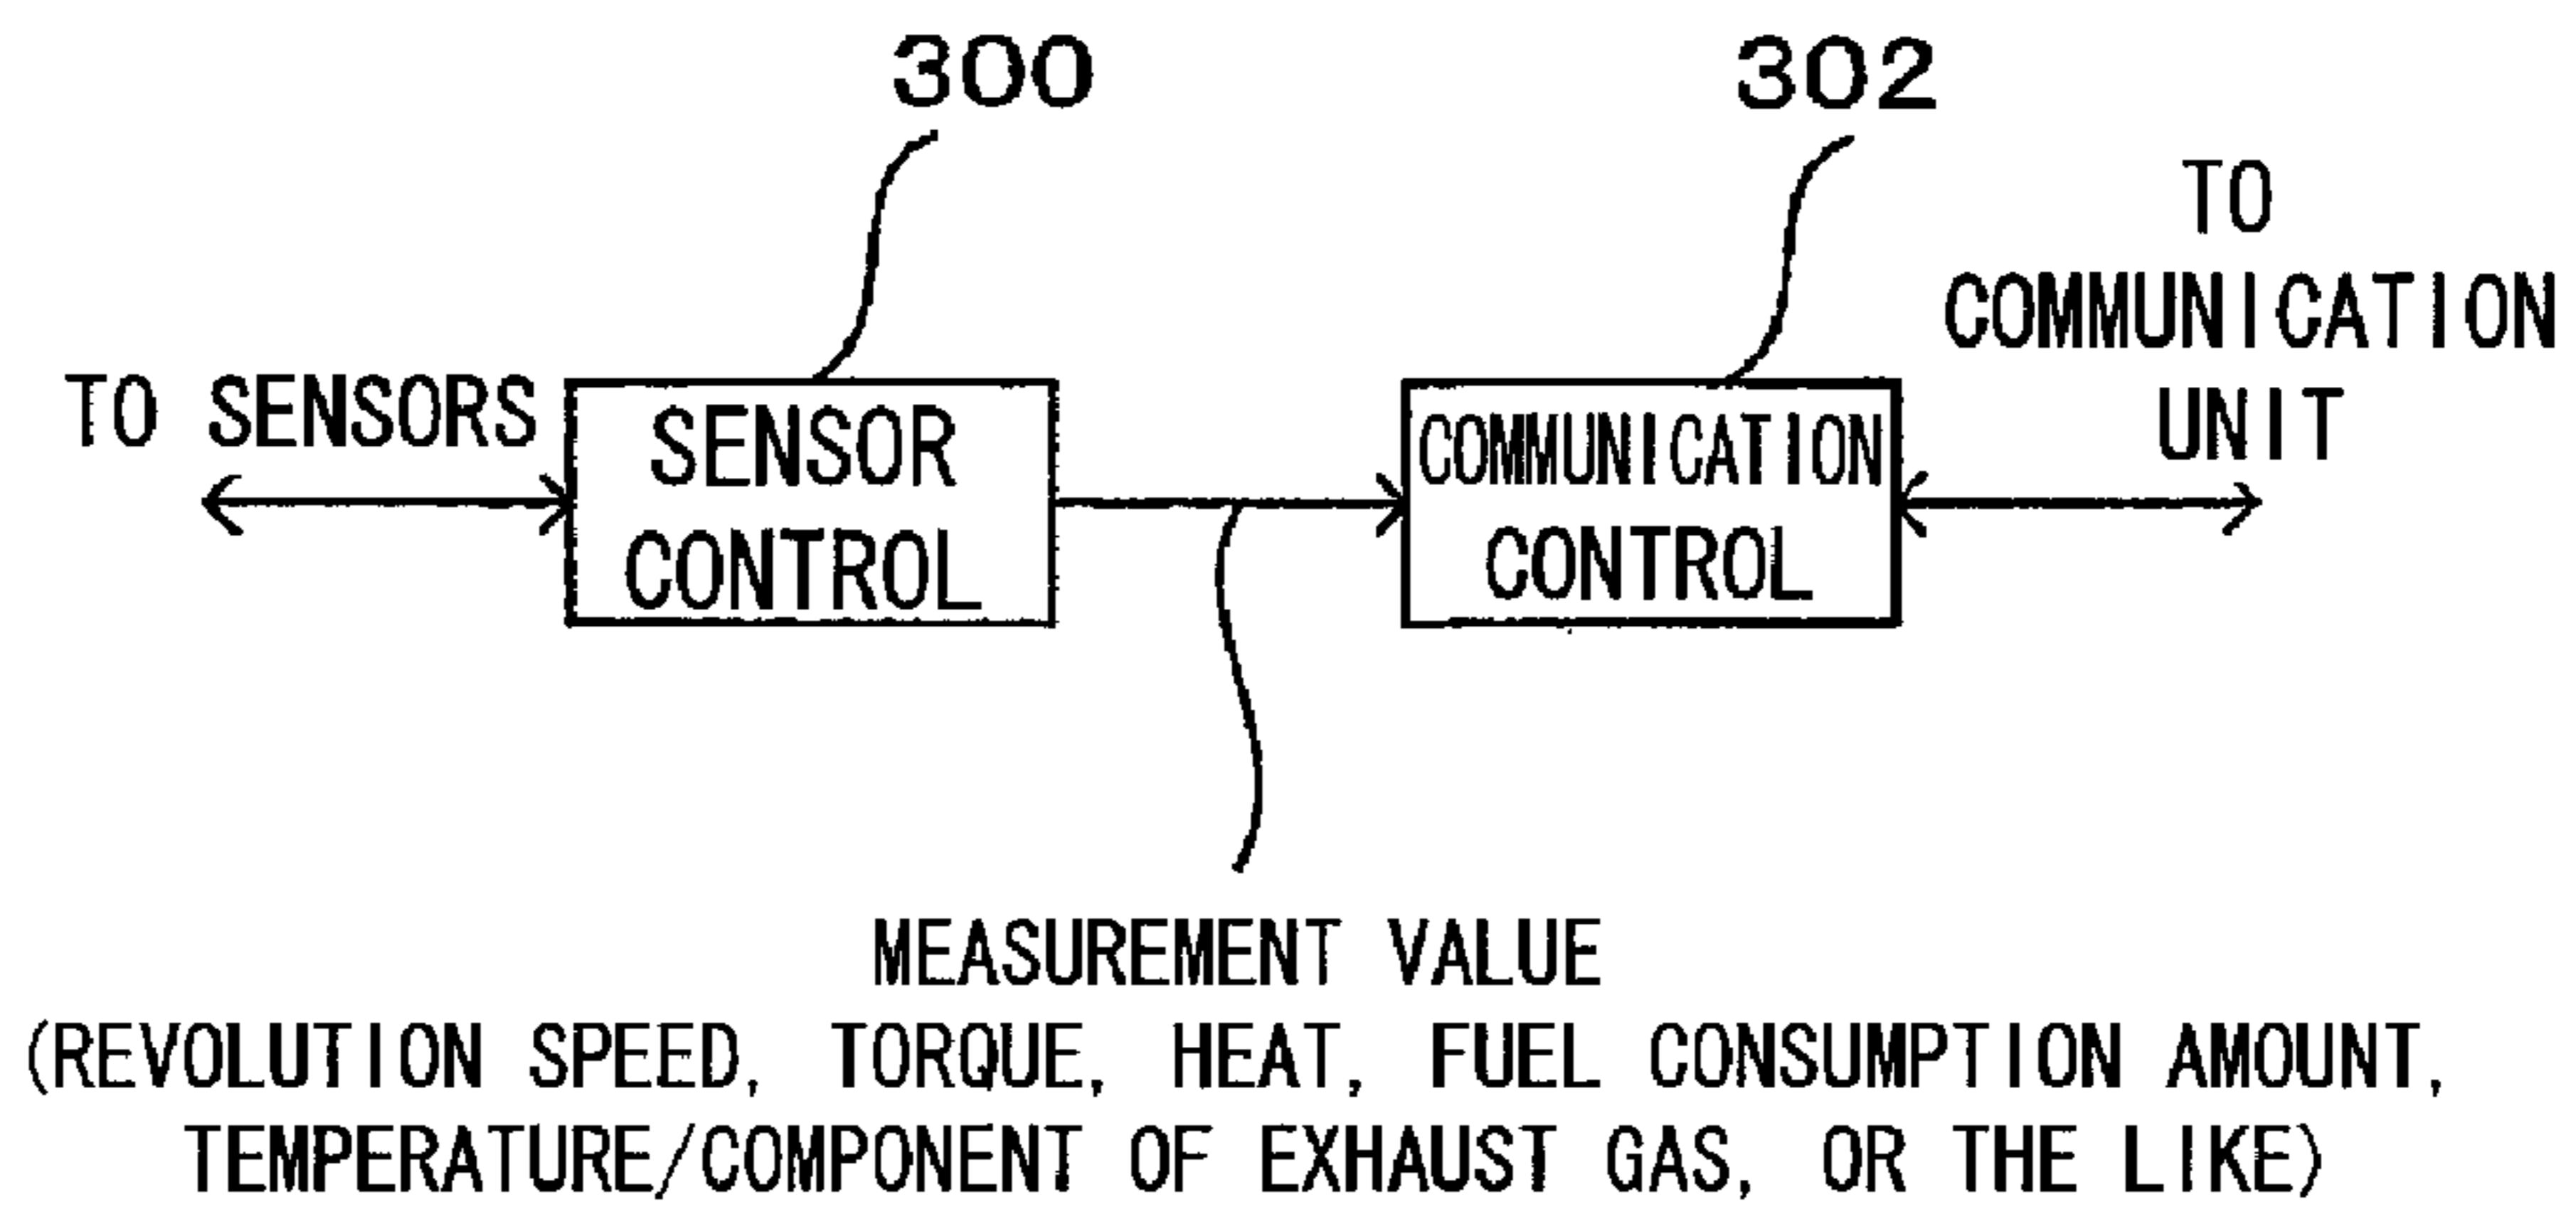 300
302
TO
COMMUNICATION
UNIT
TO SENSORS
SENSOR
CONTROL
COMMUNICATION
CONTROL
MEASUREMENT VALUE
(REVOLUTION SPEED, TORQUE, HEAT, FUEL CONSUMPTION AMOUNT,
TEMPERATURE/COMPONENT OF EXHAUST GAS, OR THE LIKE)